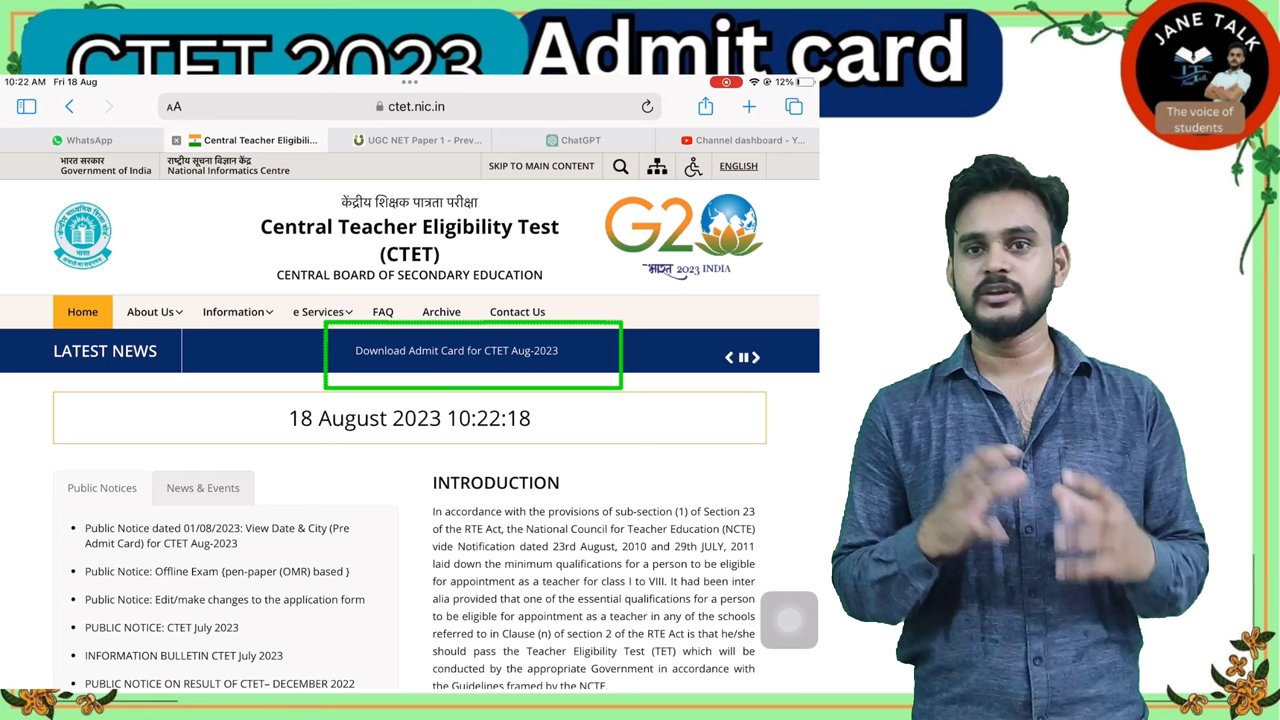 CTET 2023
Admit card
JANE TALK
JT
The voice of
students
10:22 AM Fri 18 Aug
12%
AA
ctet.nic.in
WhatsApp
Central Teacher Eligibili...
UGC NET Paper 1 - Prev...
ChatGPT
Channel dashboard - Y...
भारत सरकार
Government of India
राष्ट्रीय सूचना विज्ञान केंद्र
National Informatics Centre
SKIP TO MAIN CONTENT
ENGLISH
केंद्रीय शिक्षक पात्रता परीक्षा
Central Teacher Eligibility Test
(CTET)
CENTRAL BOARD OF SECONDARY EDUCATION
G20
भारत 2023 INDIA
Home
About Us
Information
e Services
FAQ
Archive
Contact Us
LATEST NEWS
Download Admit Card for CTET Aug-2023
18 August 2023 10:22:18
Public Notices
News & Events
Public Notice dated 01/08/2023: View Date & City (Pre
Admit Card) for CTET Aug-2023
Public Notice: Offline Exam {pen-paper (OMR) based }
Public Notice: Edit/make changes to the application form
PUBLIC NOTICE: CTET July 2023
INFORMATION BULLETIN CTET July 2023
PUBLIC NOTICE ON RESULT OF CTET– DECEMBER 2022
INTRODUCTION
In accordance with the provisions of sub-section (1) of Section 23
of the RTE Act, the National Council for Teacher Education (NCTE)
vide Notification dated 23rd August, 2010 and 29th JULY, 2011
laid down the minimum qualifications for a person to be eligible
for appointment as a teacher for class I to VIII. It had been inter
alia provided that one of the essential qualifications for a person
to be eligible for appointment as a teacher in any of the schools
referred to in Clause (n) of section 2 of the RTE Act is that he/she
should pass the Teacher Eligibility Test (TET) which will be
conducted by the appropriate Government in accordance with
the Guidelines framed by the NCTE.